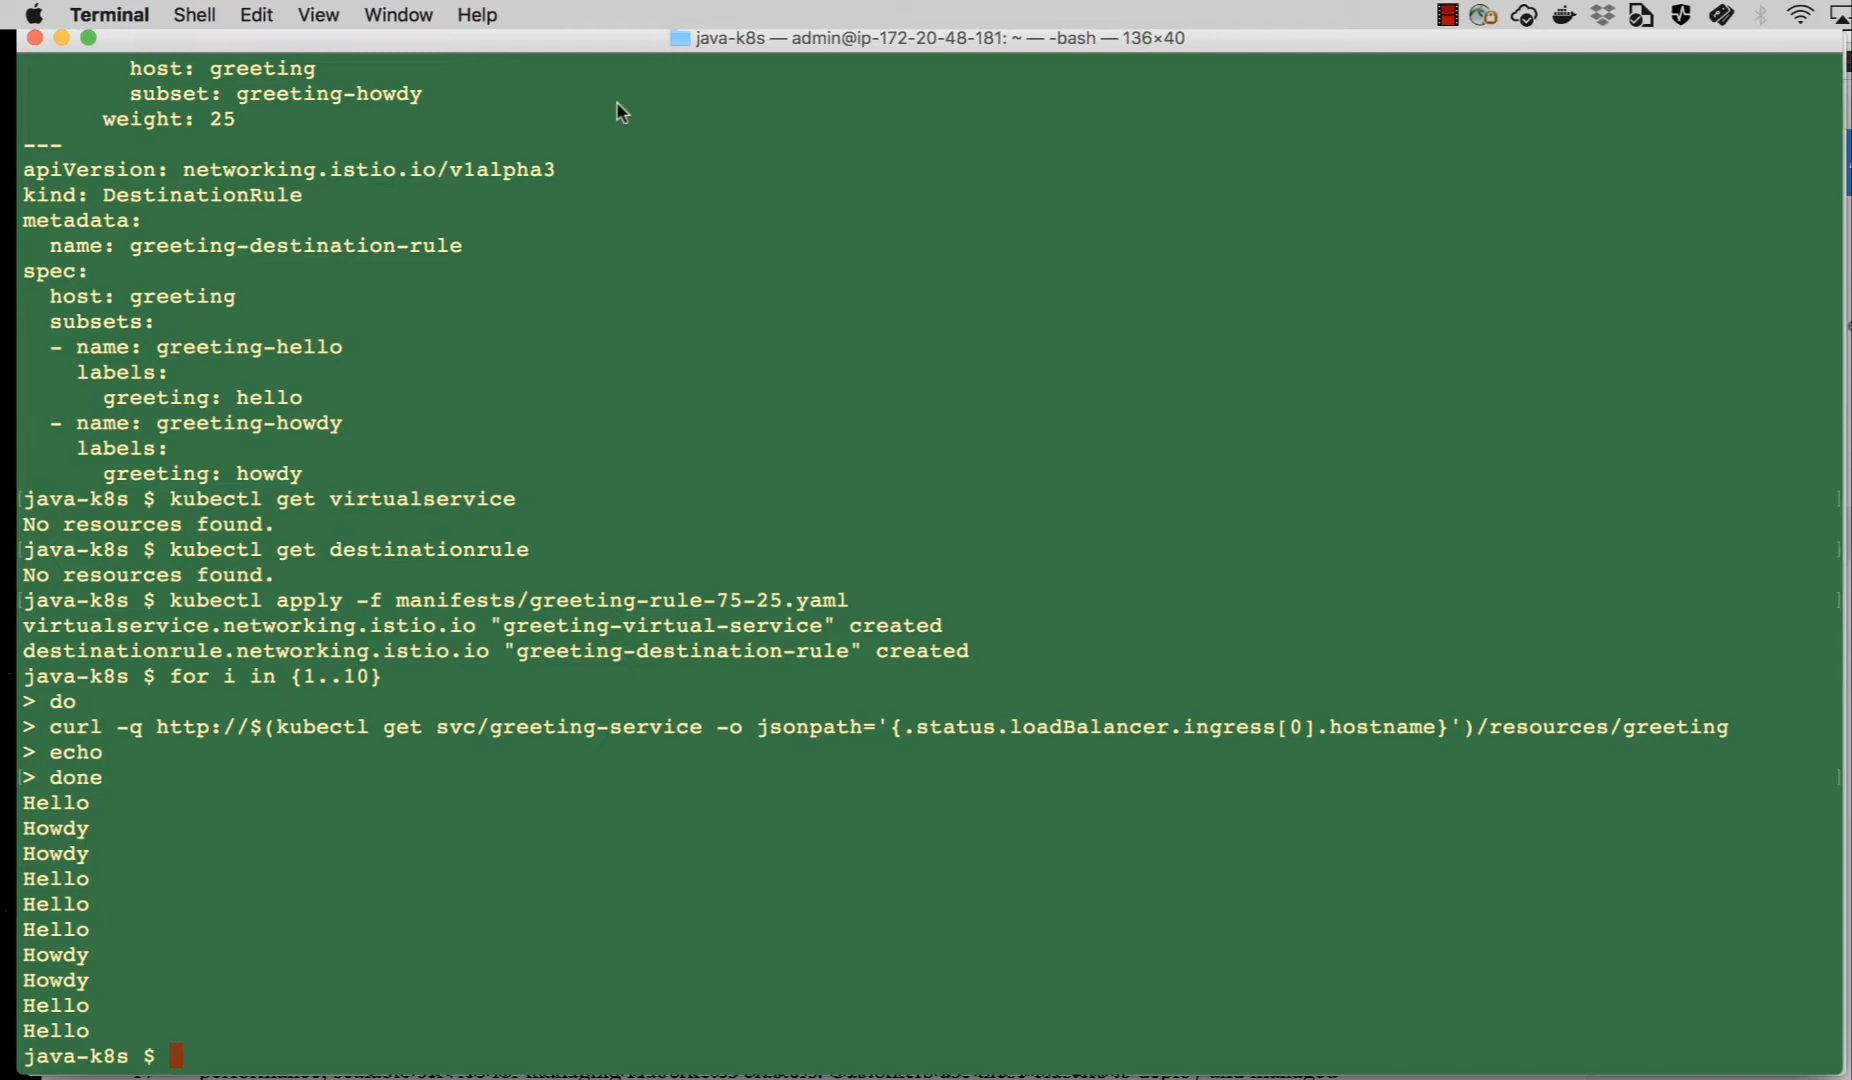 Terminal Shell Edit View Window Help
java-k8s — admin@ip-172-20-48-181: ~ — -bash — 136×40
host: greeting
subset: greeting-howdy
weight: 25
---
apiVersion: networking.istio.io/v1alpha3
kind: DestinationRule
metadata:
name: greeting-destination-rule
spec:
host: greeting
subsets:
- name: greeting-hello
labels:
greeting: hello
- name: greeting-howdy
labels:
greeting: howdy
[java-k8s $ kubectl get virtualservice ]
No resources found.
[java-k8s $ kubectl get destinationrule ]
No resources found.
[java-k8s $ kubectl apply -f manifests/greeting-rule-75-25.yaml ]
virtualservice.networking.istio.io "greeting-virtual-service" created
destinationrule.networking.istio.io "greeting-destination-rule" created
java-k8s $ for i in {1..10}
> do
> curl -q http://$(kubectl get svc/greeting-service -o jsonpath='{.status.loadBalancer.ingress[0].hostname}')/resources/greeting
> echo
[> done ]
Hello
Howdy
Howdy
Hello
Hello
Hello
Howdy
Howdy
Hello
Hello
java-k8s $